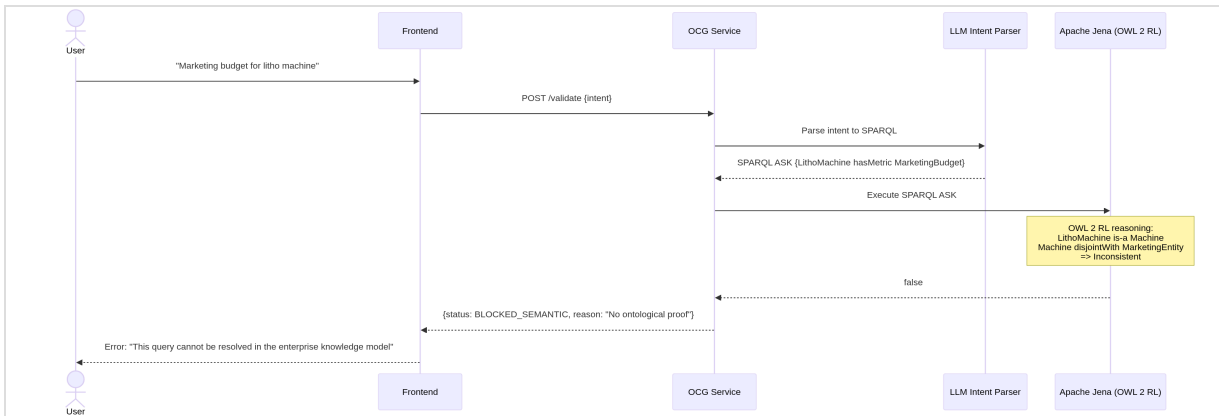 User
Frontend
OCG Service
LLM Intent Parser
Apache Jena (OWL 2 RL)
"Marketing budget for litho machine"
POST /validate {intent}
Parse intent to SPARQL
SPARQL ASK {LithoMachine hasMetric MarketingBudget}
Execute SPARQL ASK
OWL 2 RL reasoning:
LithoMachine is-a Machine
Machine disjointWith MarketingEntity
=> Inconsistent
false
{status: BLOCKED_SEMANTIC, reason: "No ontological proof"}
Error: "This query cannot be resolved in the enterprise knowledge model"
User
Frontend
OCG Service
LLM Intent Parser
Apache Jena (OWL 2 RL)